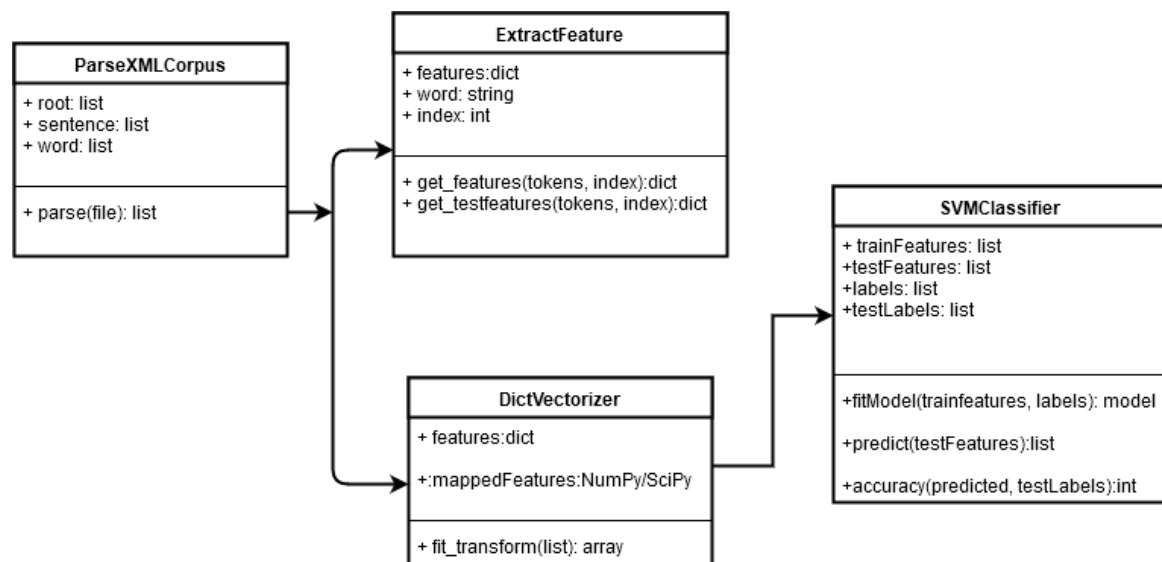 ParseXMLCorpus
+ root: list
+ sentence: list
+ word: list
+ parse(file): list
ExtractFeature
+ features:dict
+ word: string
+ index: int
+ get_features(tokens, index):dict
+ get_testfeatures(tokens, index):dict
DictVectorizer
+ features:dict
+:mappedFeatures:NumPy/SciPy
+ fit_transform(list): array
SVMClassifier
+ trainFeatures: list
+testFeatures: list
+labels: list
+testLabels: list
+fitModel(trainfeatures, labels): model
+predict(testFeatures):list
+accuracy(predicted, testLabels):int